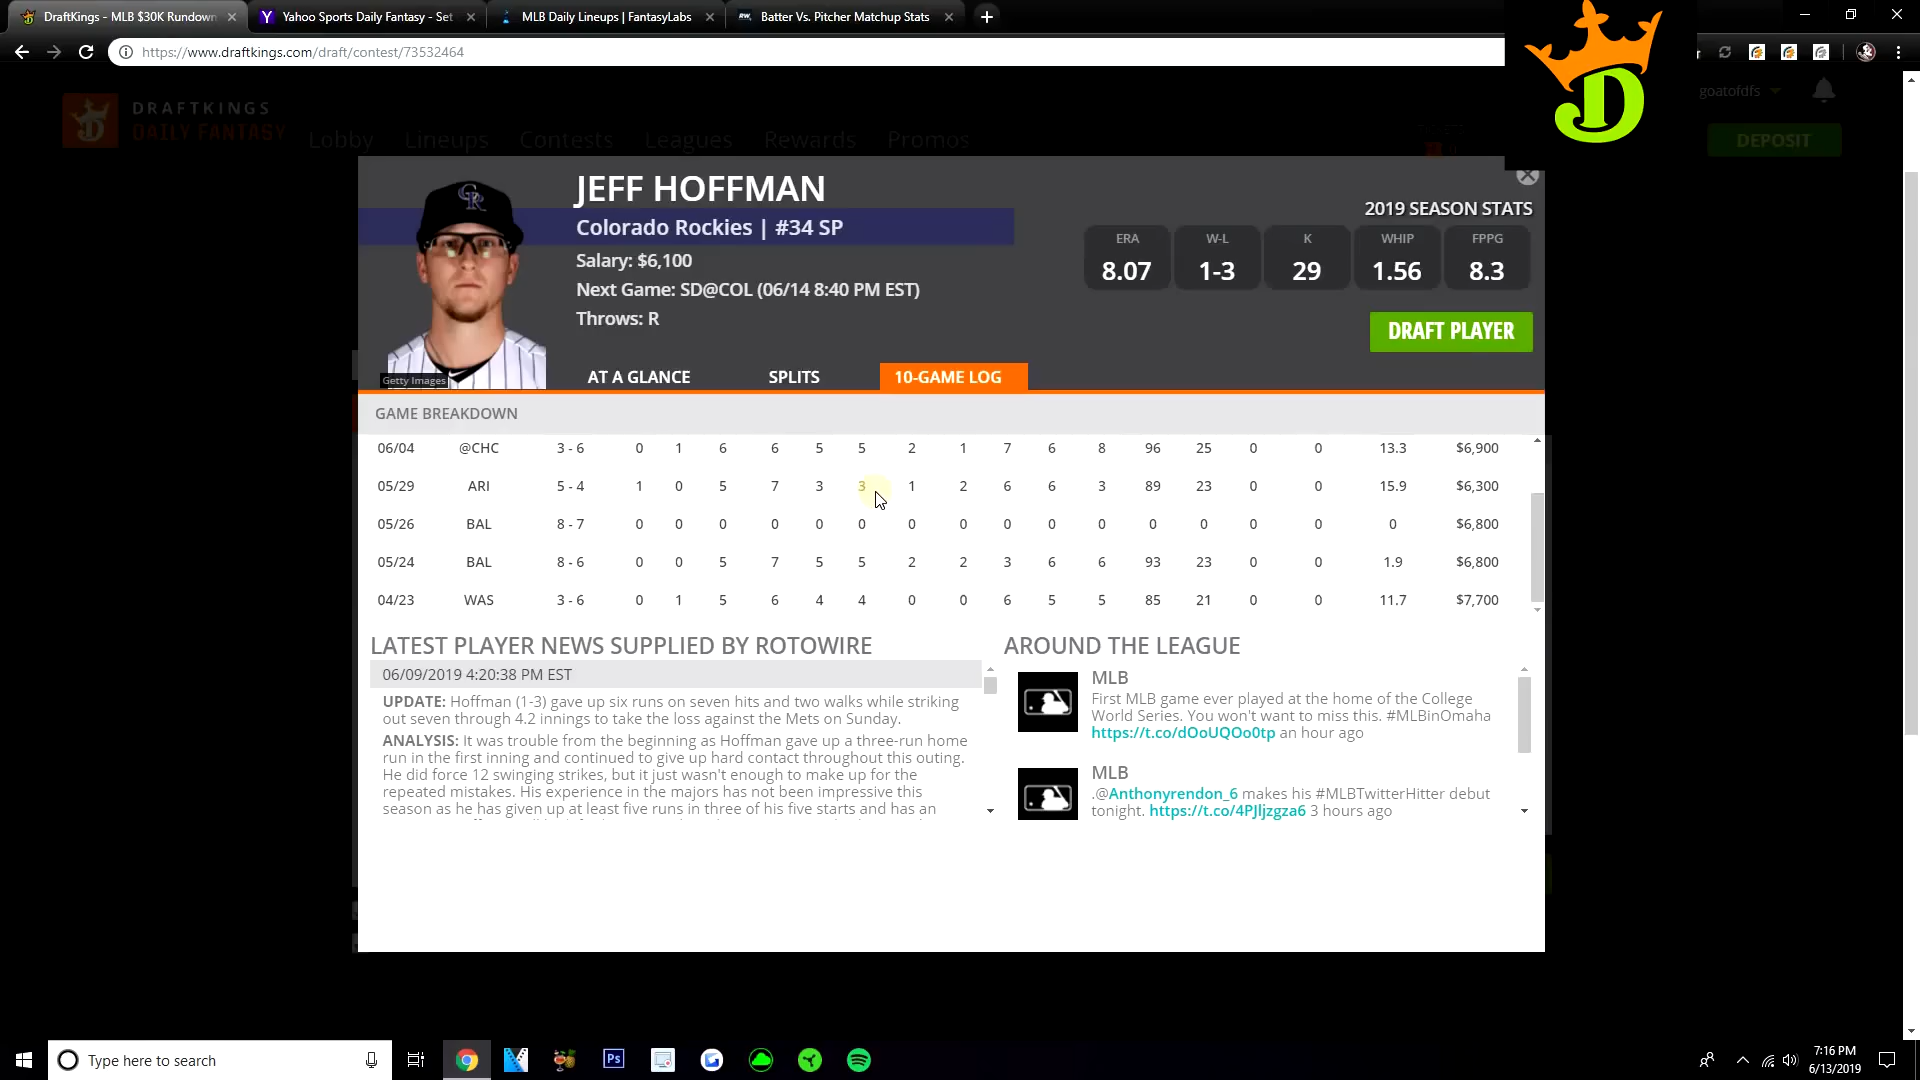 DraftKings - MLB $30K Rundown
Yahoo Sports Daily Fantasy - Set
MLB Daily Lineups | FantasyLabs
RW
Batter Vs. Pitcher Matchup Stats
https://www.draftkings.com/draft/contest/73532464
DRAFTKINGS
DAILY FANTASY
Lobby Lineups Contests Leagues Rewards Promos
goatofdfs
DEPOSIT
D
JEFF HOFFMAN
Colorado Rockies | #34 SP
Salary: $6,100
Next Game: SD@COL (06/14 8:40 PM EST)
Throws: R
Getty Images
2019 SEASON STATS
ERA W-L K WHIP FPPG
8.07 1-3 29 1.56 8.3
DRAFT PLAYER
AT A GLANCE SPLITS 10-GAME LOG
GAME BREAKDOWN
06/04 @CHC 3 - 6 0 1 6 6 5 5 2 1 7 6 8 96 25 0 0 13.3 $6,900
05/29 ARI 5 - 4 1 0 5 7 3 3 1 2 6 6 3 89 23 0 0 15.9 $6,300
05/26 BAL 8 - 7 0 0 0 0 0 0 0 0 0 0 0 0 0 0 0 0 $6,800
05/24 BAL 8 - 6 0 0 5 7 5 5 2 2 3 6 6 93 23 0 0 1.9 $6,800
04/23 WAS 3 - 6 0 1 5 6 4 4 0 0 6 5 5 85 21 0 0 11.7 $7,700
LATEST PLAYER NEWS SUPPLIED BY ROTOWIRE
06/09/2019 4:20:38 PM EST
UPDATE: Hoffman (1-3) gave up six runs on seven hits and two walks while striking
out seven through 4.2 innings to take the loss against the Mets on Sunday.
ANALYSIS: It was trouble from the beginning as Hoffman gave up a three-run home
run in the first inning and continued to give up hard contact throughout this outing.
He did force 12 swinging strikes, but it just wasn't enough to make up for the
repeated mistakes. His experience in the majors has not been impressive this
season as he has given up at least five runs in three of his five starts and has an
AROUND THE LEAGUE
MLB
First MLB game ever played at the home of the College
World Series. You won't want to miss this. #MLBinOmaha
https://t.co/dOoUQOo0tp an hour ago
MLB
.@Anthonyrendon_6 makes his #MLBTwitterHitter debut
tonight. https://t.co/4PJljzgza6 3 hours ago
Type here to search
Ps
7:16 PM
6/13/2019